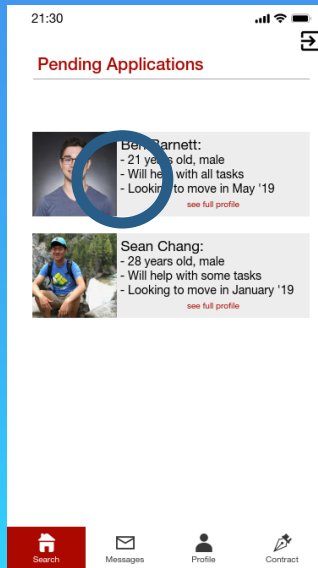 21:30
Pending Applications
Ben Barnett:
- 21 years old, male
- Will help with all tasks
- Looking to move in May '19
see full profile
Sean Chang:
- 28 years old, male
- Will help with some tasks
- Looking to move in January '19
see full profile
Search
Messages
Profile
Contract